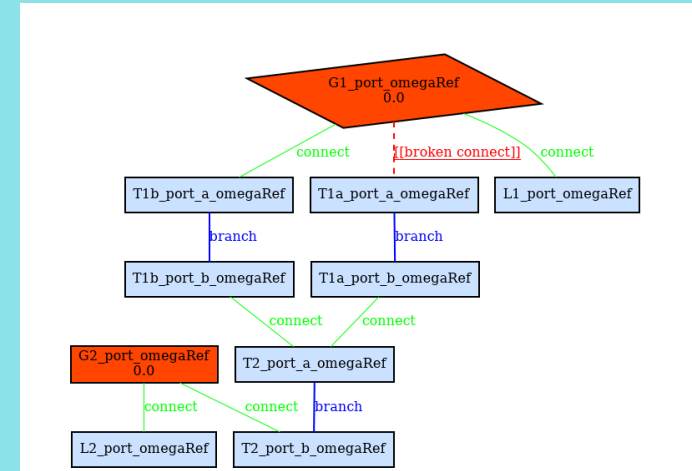 G1_port_omegaRef
0.0
connect
[[broken connect]]
connect
T1b_port_a_omegaRef
T1a_port_a_omegaRef
L1_port_omegaRef
branch
branch
T1b_port_b_omegaRef
T1a_port_b_omegaRef
connect
connect
G2_port_omegaRef
0.0
T2_port_a_omegaRef
connect
connect
branch
L2_port_omegaRef
T2_port_b_omegaRef